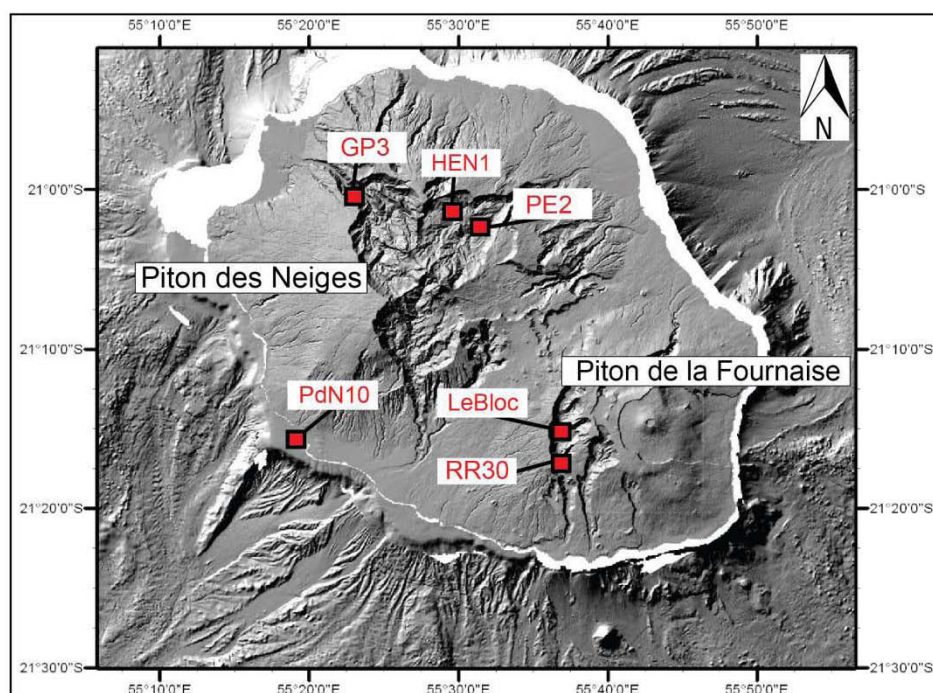 55°10'0"E 55°20'0"E 55°30'0"E 55°40'0"E 55°50'0"E
N
GP3
HEN1
PE2
21°0'0"S 21°0'0"S
Piton des Neiges
21°10'0"S 21°10'0"S
Piton de la Fournaise
PdN10
LeBloc
RR30
21°20'0"S 21°20'0"S
21°30'0"S 21°30'0"S
55°10'0"E 55°20'0"E 55°30'0"E 55°40'0"E 55°50'0"E